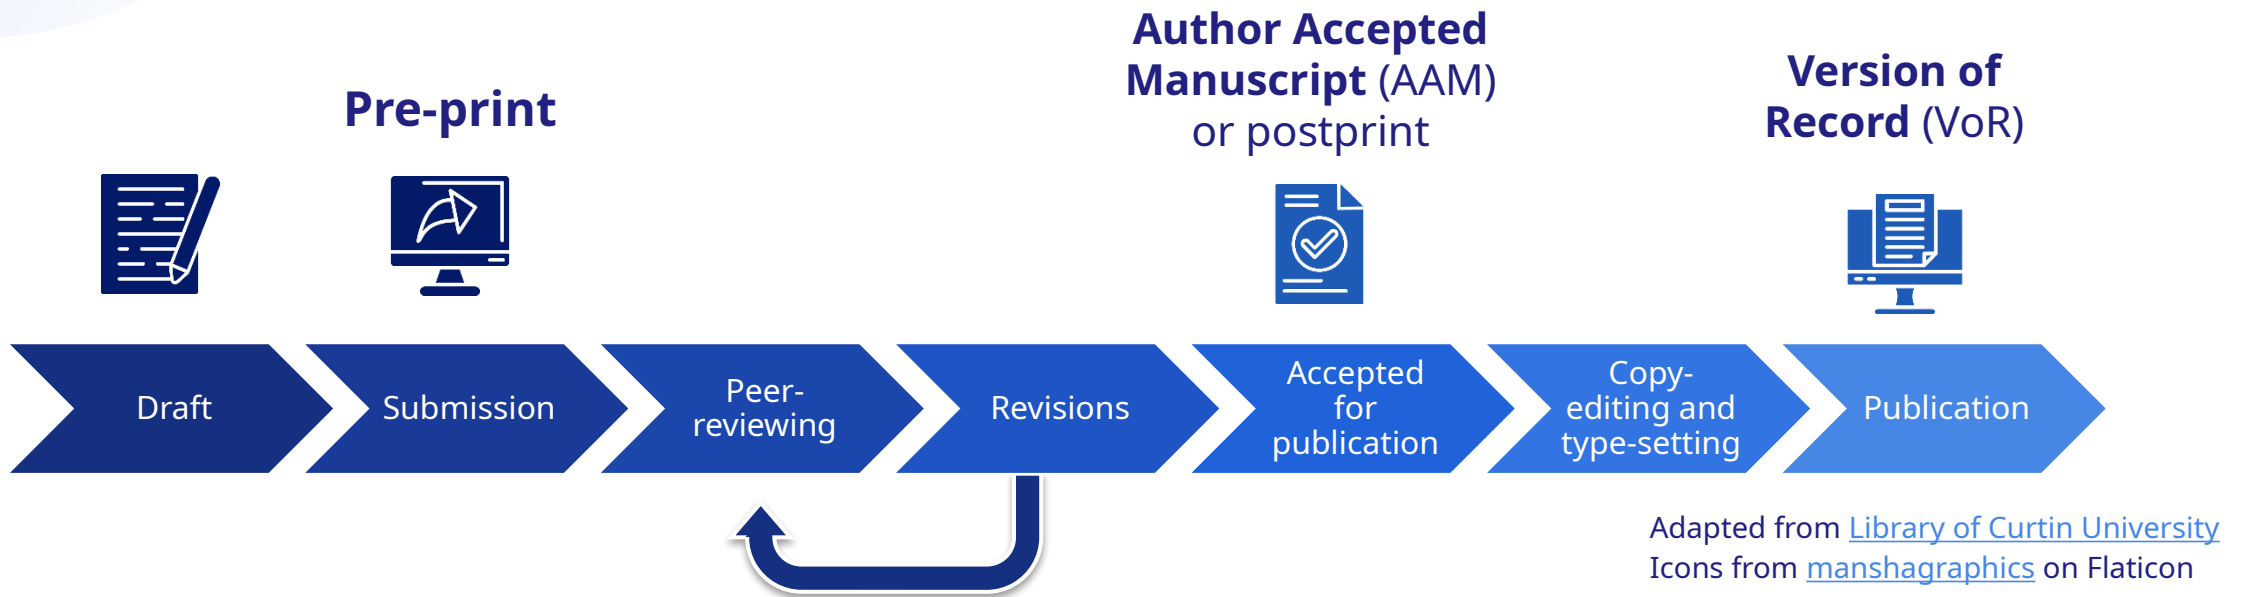 Pre-print
Author Accepted
Manuscript (AAM)
or postprint
Version of
Record (VoR)
Draft
Submission
Peer-
reviewing
Revisions
Accepted
for
publication
Copy-
editing and
type-setting
Publication
Adapted from Library of Curtin University
Icons from manshagraphics on Flaticon